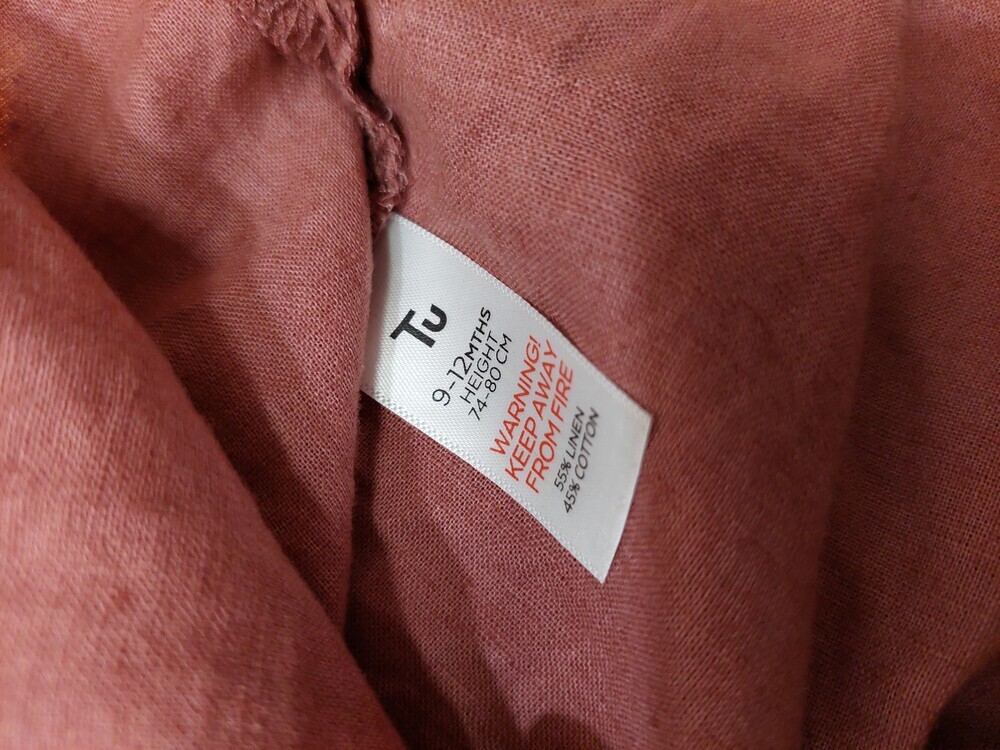 Tu
9-12MTHS
HEIGHT
74-80 CM
WARNING!
KEEP AWAY
FROM FIRE
55% LINEN
45% COTTON